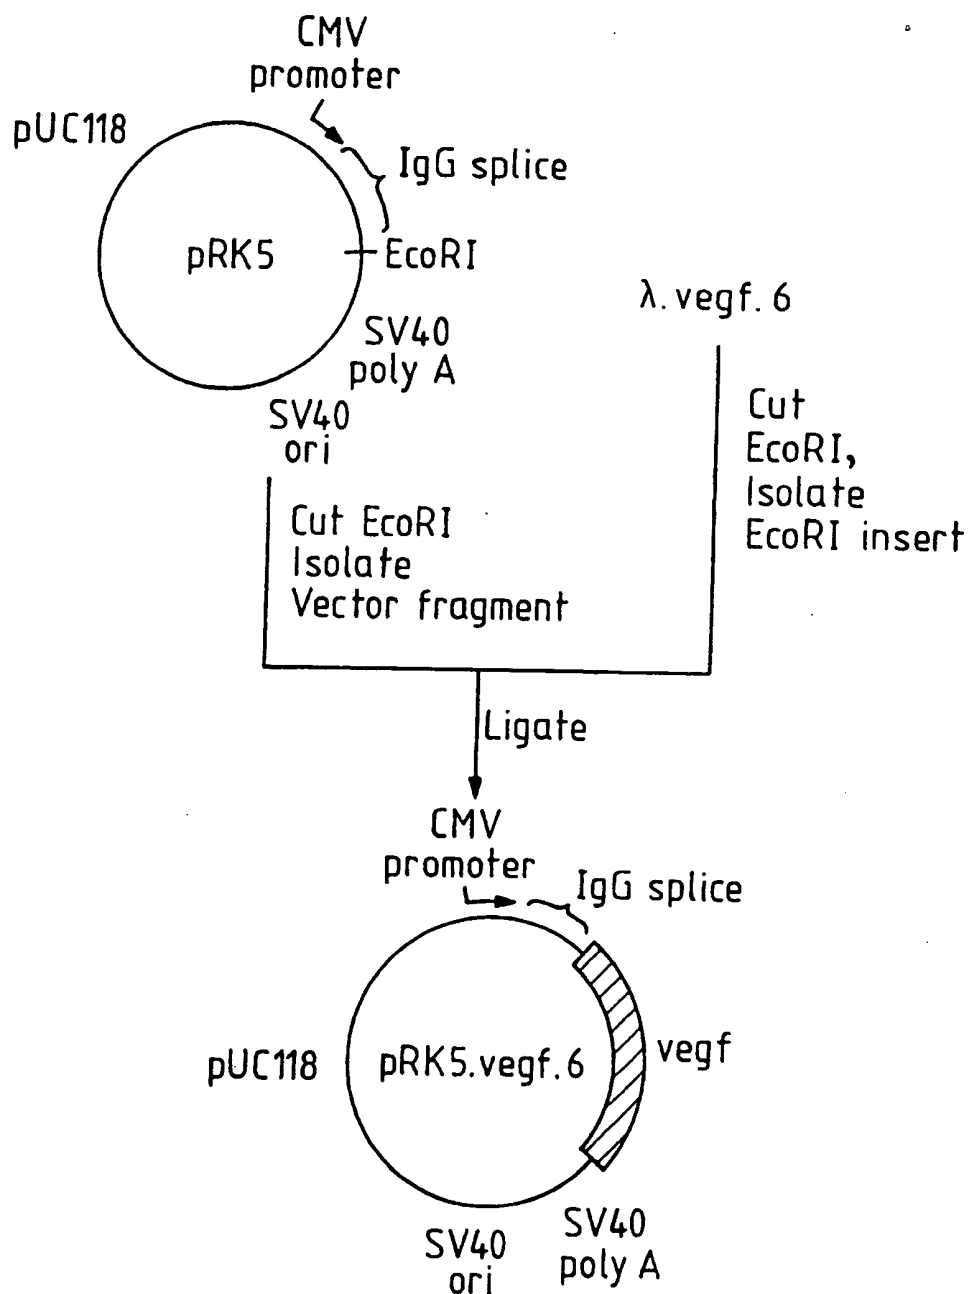 CMV
promoter
pUC118
IgG splice
pRK5
EcoRI
SV40
poly A
SV40
ori
λ.vegf.6
Cut EcoRI
Isolate
Vector fragment
Cut
EcoRI,
Isolate
EcoRI insert
Ligate
CMV
promoter
IgG splice
pUC118
pRK5.vegf.6
vegf
SV40
ori
SV40
poly A